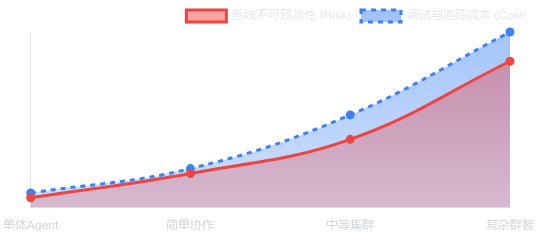 系统不可预测性 (Risk) 调试与追踪成本 (Cost)
单体Agent 简单协作 中等集群 复杂群智